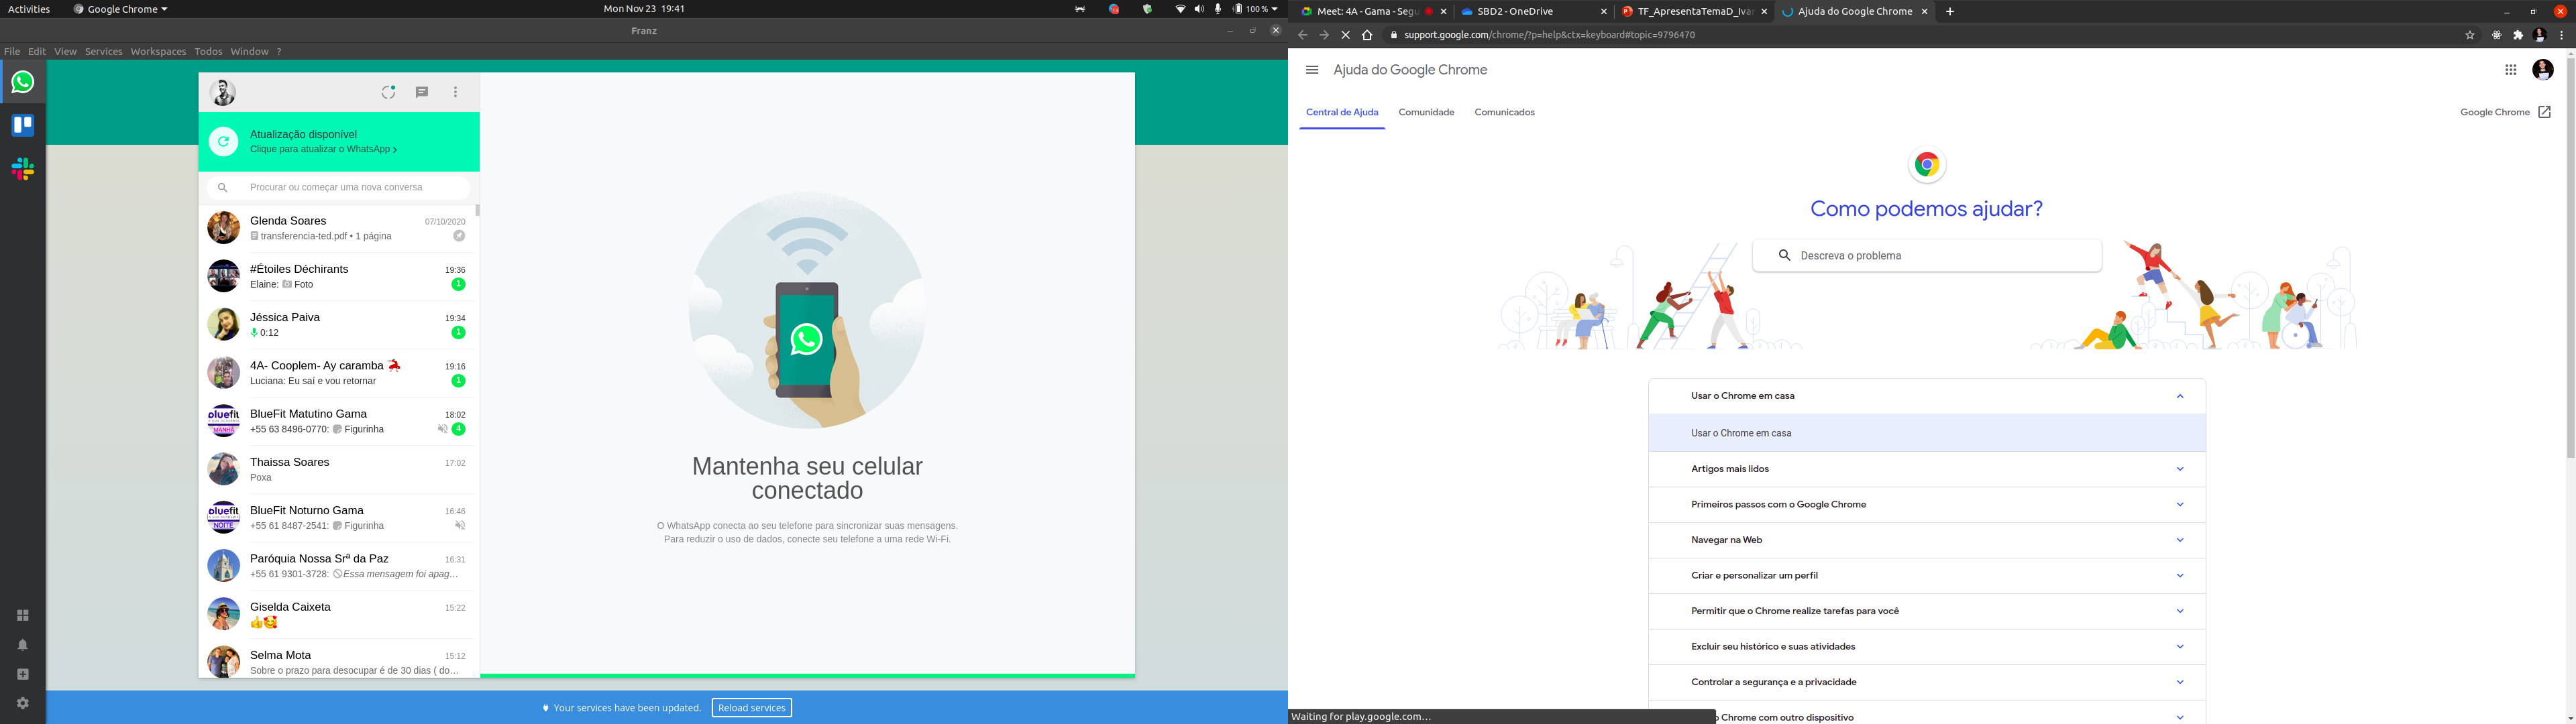 Activities
Google Chrome
Mon Nov 23 19:41
100 %
Franz
File Edit View Services Workspaces Todos Window ?
Atualização disponível
Clique para atualizar o WhatsApp
Procurar ou começar uma nova conversa
Glenda Soares 07/10/2020
transferencia-ted.pdf • 1 página
#Étoiles Déchirants 19:36
Elaine: Foto 1
Jéssica Paiva 19:34
0:12 1
4A- Cooplem- Ay caramba 19:16
Luciana: Eu saí e vou retornar 1
bluefit
MANHÃ
BlueFit Matutino Gama 18:02
+55 63 8496-0770: Figurinha 4
Thaissa Soares 17:02
Poxa
bluefit
NOITE
BlueFit Noturno Gama 16:46
+55 61 8487-2541: Figurinha
Paróquia Nossa Srª da Paz 16:31
+55 61 9301-3728: Essa mensagem foi apag…
Giselda Caixeta 15:22
👍🥰
Selma Mota 15:12
Sobre o prazo para desocupar é de 30 dias ( do…
Mantenha seu celular
conectado
O WhatsApp conecta ao seu telefone para sincronizar suas mensagens.
Para reduzir o uso de dados, conecte seu telefone a uma rede Wi-Fi.
Your services have been updated. Reload services
Meet: 4A - Gama - Segu
SBD2 - OneDrive
TF_ApresentaTemaD_Ivan
Ajuda do Google Chrome
support.google.com/chrome/?p=help&ctx=keyboard#topic=9796470
Ajuda do Google Chrome
Central de Ajuda Comunidade Comunicados
Google Chrome
Como podemos ajudar?
Descreva o problema
Usar o Chrome em casa
Usar o Chrome em casa
Artigos mais lidos
Primeiros passos com o Google Chrome
Navegar na Web
Criar e personalizar um perfil
Permitir que o Chrome realize tarefas para você
Excluir seu histórico e suas atividades
Controlar a segurança e a privacidade
o Chrome com outro dispositivo
Waiting for play.google.com…